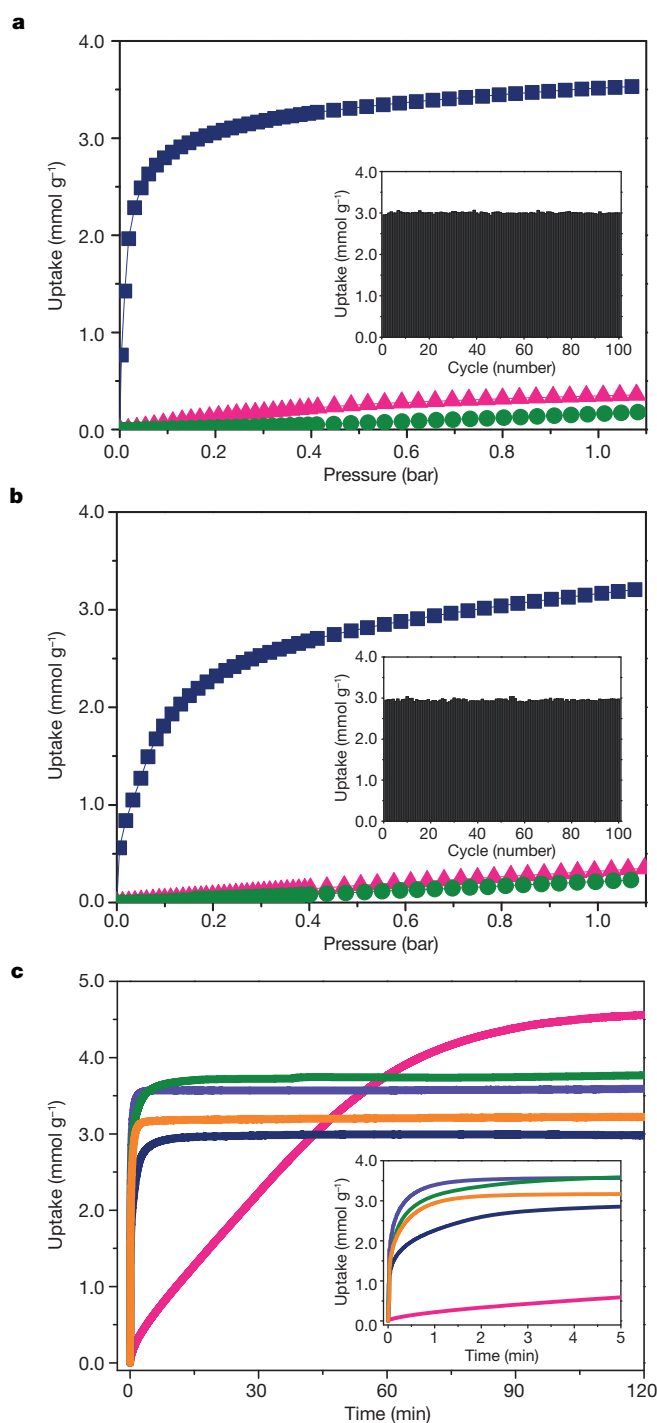 a
4.0
3.0
2.0
1.0
0.0
Uptake (mmol g⁻¹)
0.0 0.2 0.4 0.6 0.8 1.0
Pressure (bar)
4.0
3.0
2.0
1.0
0.0
Uptake (mmol g⁻¹)
0 20 40 60 80 100
Cycle (number)
b
4.0
3.0
2.0
1.0
0.0
Uptake (mmol g⁻¹)
0.0 0.2 0.4 0.6 0.8 1.0
Pressure (bar)
4.0
3.0
2.0
1.0
0.0
Uptake (mmol g⁻¹)
0 20 40 60 80 100
Cycle (number)
c
5.0
4.0
3.0
2.0
1.0
0.0
Uptake (mmol g⁻¹)
0 30 60 90 120
Time (min)
4.0
3.0
2.0
1.0
0.0
Uptake (mmol g⁻¹)
0 1 2 3 4 5
Time (min)